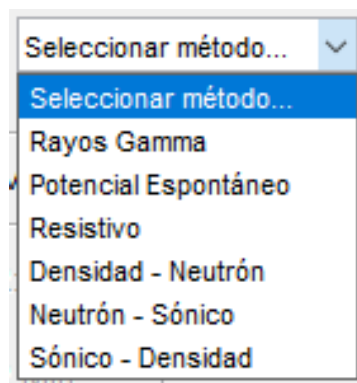 Seleccionar método...
Seleccionar método...
Rayos Gamma
Potencial Espontáneo
Resistivo
Densidad - Neutrón
Neutrón - Sónico
Sónico - Densidad